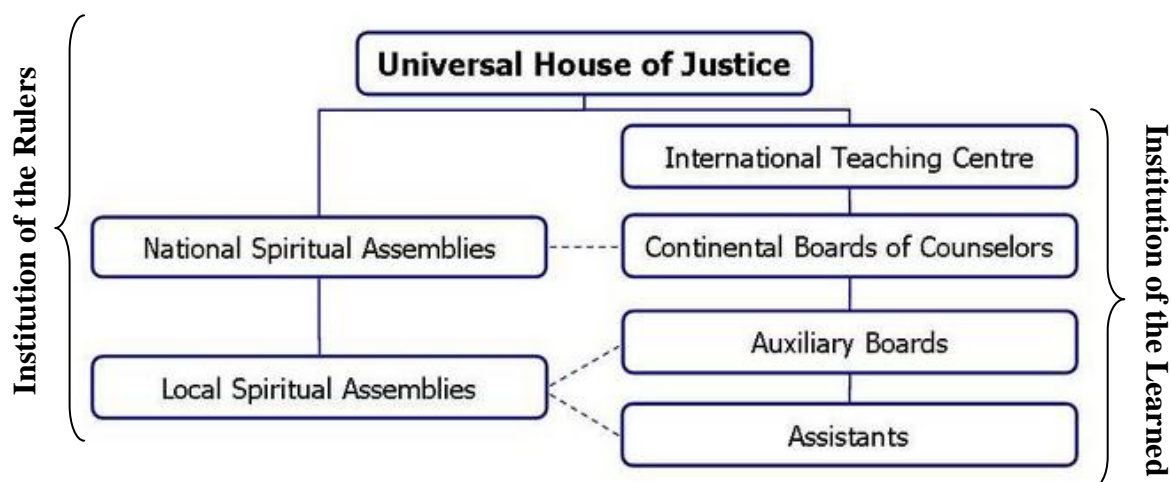 Institution of the Rulers
Universal House of Justice
International Teaching Centre
National Spiritual Assemblies
Continental Boards of Counselors
Auxiliary Boards
Local Spiritual Assemblies
Assistants
Institution of the Learned